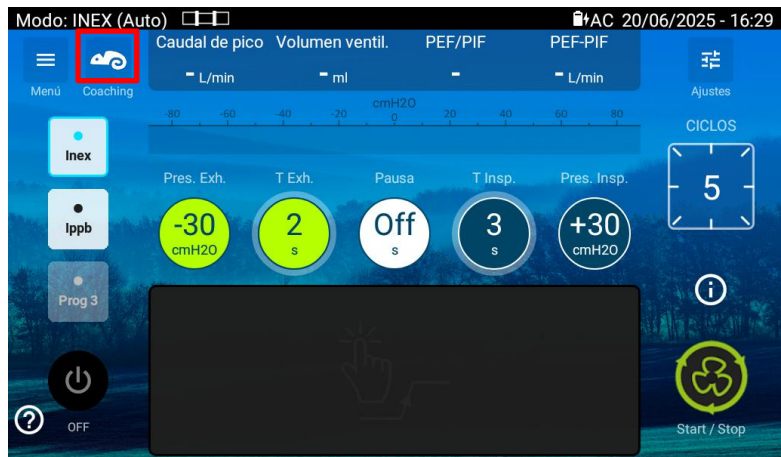 Modo: INEX (Auto)
AC 20/06/2025 - 16:29
Menú
Coaching
Caudal de pico Volumen ventil. PEF/PIF PEF-PIF
- L/min - ml - - L/min
Ajustes
cmH2O
-80 -60 -40 -20 0 20 40 60 80
CICLOS
5
Inex
Ippb
Prog 3
Pres. Exh. T Exh. Pausa T Insp. Pres. Insp.
-30 2 Off 3 +30
cmH2O s s s cmH2O
i
?
OFF
Start / Stop